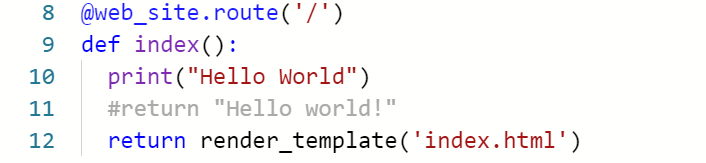 8 @web_site.route('/')
9 def index():
10 print("Hello World")
11 #return "Hello world!"
12 return render_template('index.html')